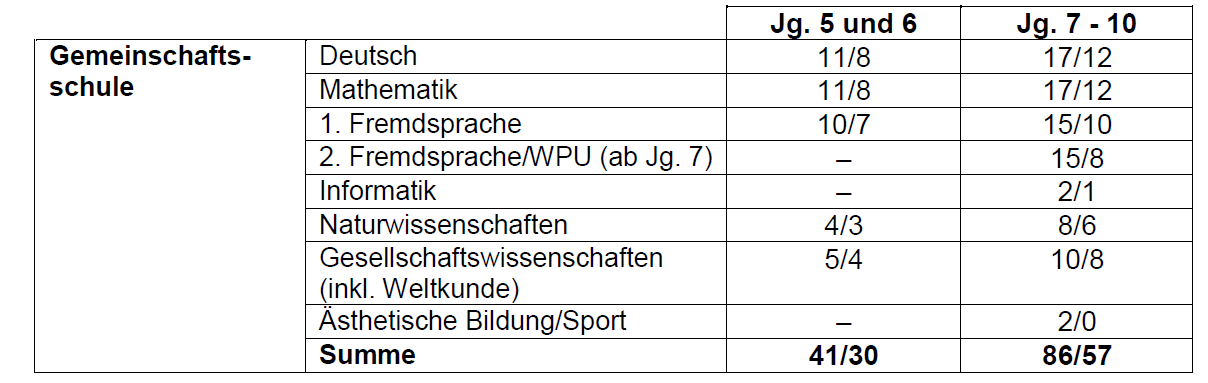 Jg. 5 und 6 Jg. 7 - 10
Gemeinschafts- Deutsch 11/8 17/12
schule Mathematik 11/8 17/12
1. Fremdsprache 10/7 15/10
2. Fremdsprache/WPU (ab Jg. 7) – 15/8
Informatik – 2/1
Naturwissenschaften 4/3 8/6
Gesellschaftswissenschaften 5/4 10/8
(inkl. Weltkunde)
Ästhetische Bildung/Sport – 2/0
Summe 41/30 86/57